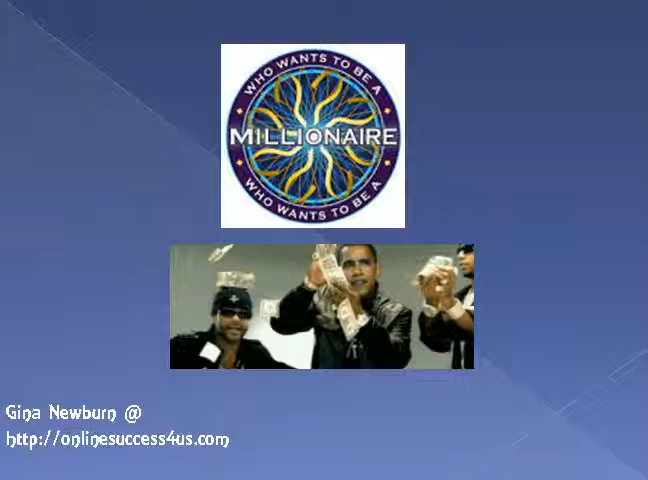 WHO WANTS TO BE A
MILLIONAIRE
WHO WANTS TO BE A
Gina Newburn @
http://onlinesuccess4us.com